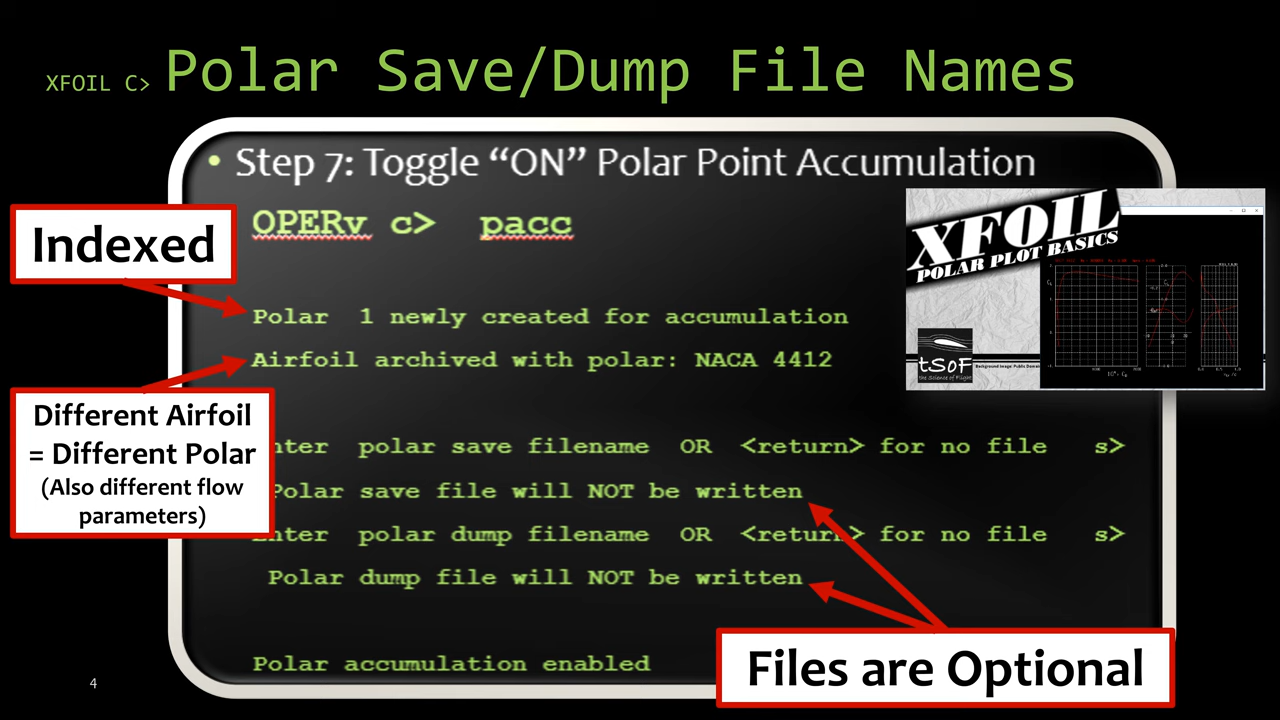 XFOIL C> Polar Save/Dump File Names
• Step 7: Toggle “ON” Polar Point Accumulation
OPERv c> pacc
Indexed
Polar 1 newly created for accumulation
Airfoil archived with polar: NACA 4412
Different Airfoil
= Different Polar
(Also different flow
parameters)
nter polar save filename OR <return> for no file s>
Polar save file will NOT be written
nter polar dump filename OR <return> for no file s>
Polar dump file will NOT be written
Polar accumulation enabled
Files are Optional
XFOIL
POLAR PLOT BASICS
tSoF
the Science of Flight
4